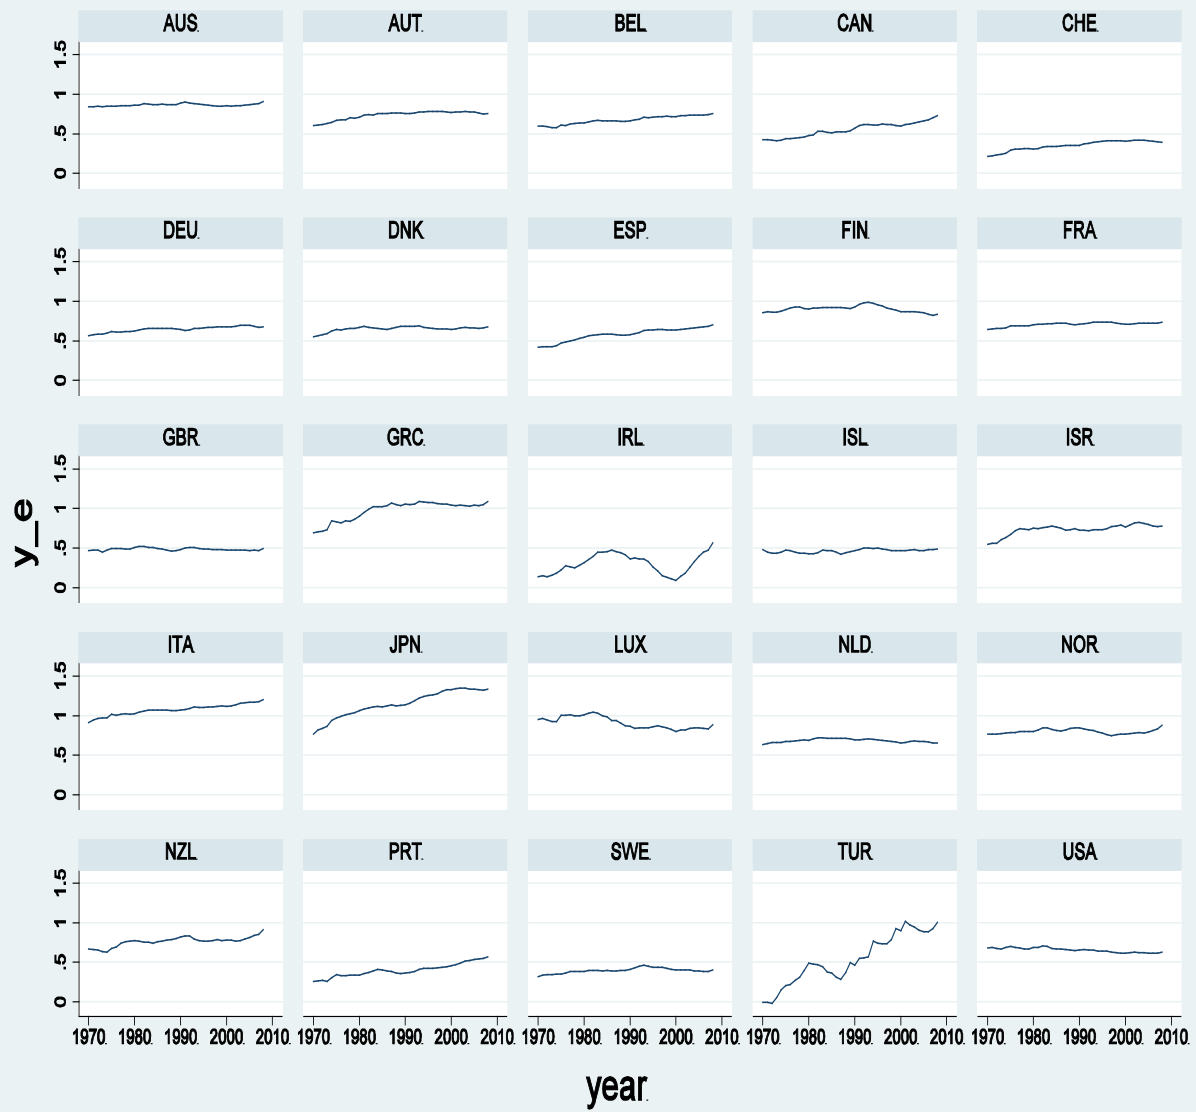 AUS. AUT. BEL. CAN. CHE.
1.5
1
.5
0
DEU. DNK. ESP. FIN. FRA.
1.5
1
.5
0
GBR. GRC. IRL. ISL. ISR.
1.5
1
.5
0
ITA. JPN. LUX. NLD. NOR.
1.5
1
.5
0
NZL. PRT. SWE. TUR. USA.
1.5
1
.5
0
y_e
1970. 1980. 1990. 2000. 2010. 1970. 1980. 1990. 2000. 2010. 1970. 1980. 1990. 2000. 2010. 1970. 1980. 1990. 2000. 2010. 1970. 1980. 1990. 2000. 2010.
year.